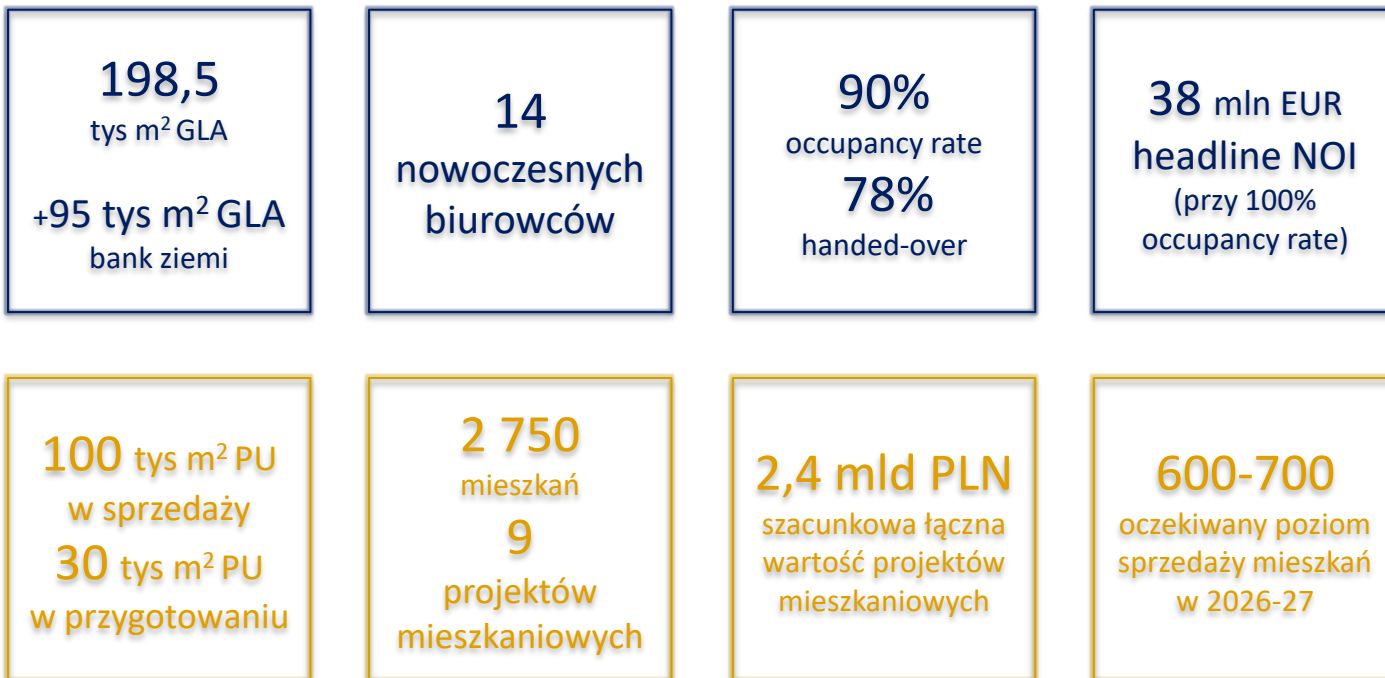 198,5
tys m² GLA
+95 tys m² GLA
bank ziemi
14
nowoczesnych
biurowców
90%
occupancy rate
78%
handed-over
38 mln EUR
headline NOI
(przy 100%
occupancy rate)
100 tys m² PU
w sprzedaży
30 tys m² PU
w przygotowaniu
2 750
mieszkań
9
projektów
mieszkaniowych
2,4 mld PLN
szacunkowa łączna
wartość projektów
mieszkaniowych
600-700
oczekiwany poziom
sprzedaży mieszkań
w 2026-27